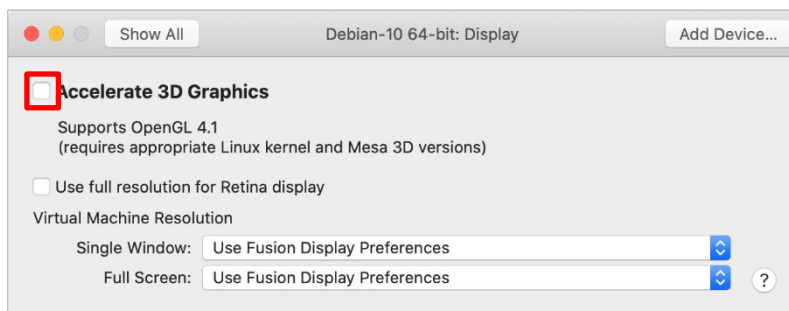 Show All Debian-10 64-bit: Display Add Device...
Accelerate 3D Graphics
Supports OpenGL 4.1
(requires appropriate Linux kernel and Mesa 3D versions)
Use full resolution for Retina display
Virtual Machine Resolution
Single Window: Use Fusion Display Preferences
Full Screen: Use Fusion Display Preferences ?